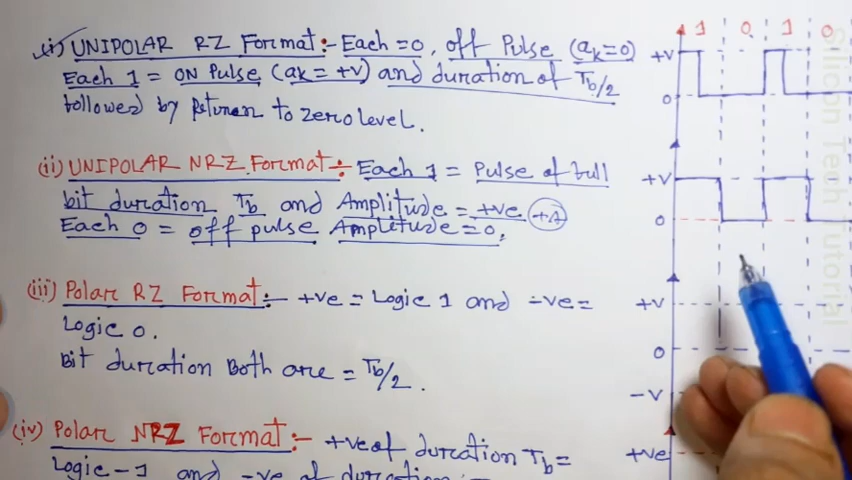 (i) UNIPOLAR RZ Format:- Each = 0, off Pulse (ak=0)
Each 1 = ON Pulse (ak = +V) and duration of Tb/2
followed by Return to zero level.
(ii) UNIPOLAR NRZ Format :- Each 1 = Pulse of full
bit duration Tb and Amplitude = +ve (+A)
Each 0 = off pulse Amplitude = 0,
(iii) Polar RZ Format:- +ve = Logic 1 and -ve =
Logic 0.
bit duration Both are = Tb/2.
(iv) Polar NRZ Format:- +ve of duration Tb =
Logic-1 and -ve of duration
1 0 1 0
+V
0
+V
0
+V
0
-V
+ve
Silicon Tech Tutorial